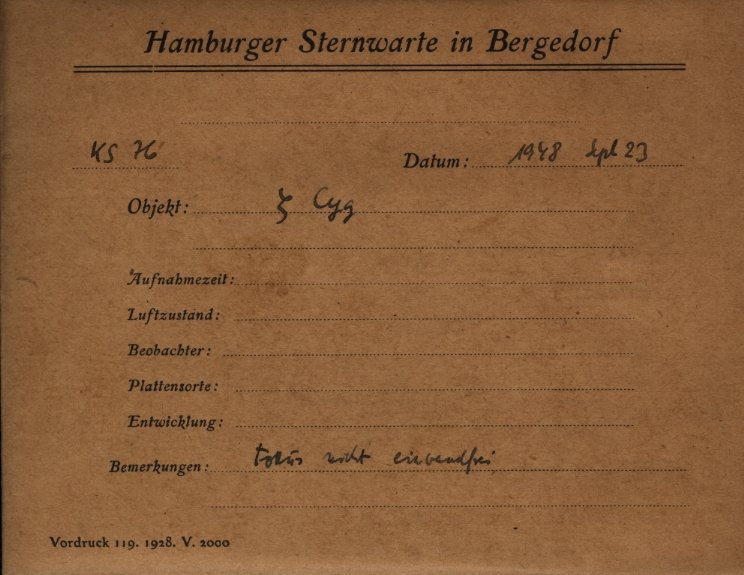 Hamburger Sternwarte in Bergedorf
KS 76 Datum: 1948 Sept 23
Objekt: ζ Cyg
Aufnahmezeit:
Luftzustand:
Beobachter:
Plattensorte:
Entwicklung:
Bemerkungen: Fokus nicht einwandfrei
Vordruck 119. 1928. V. 2000